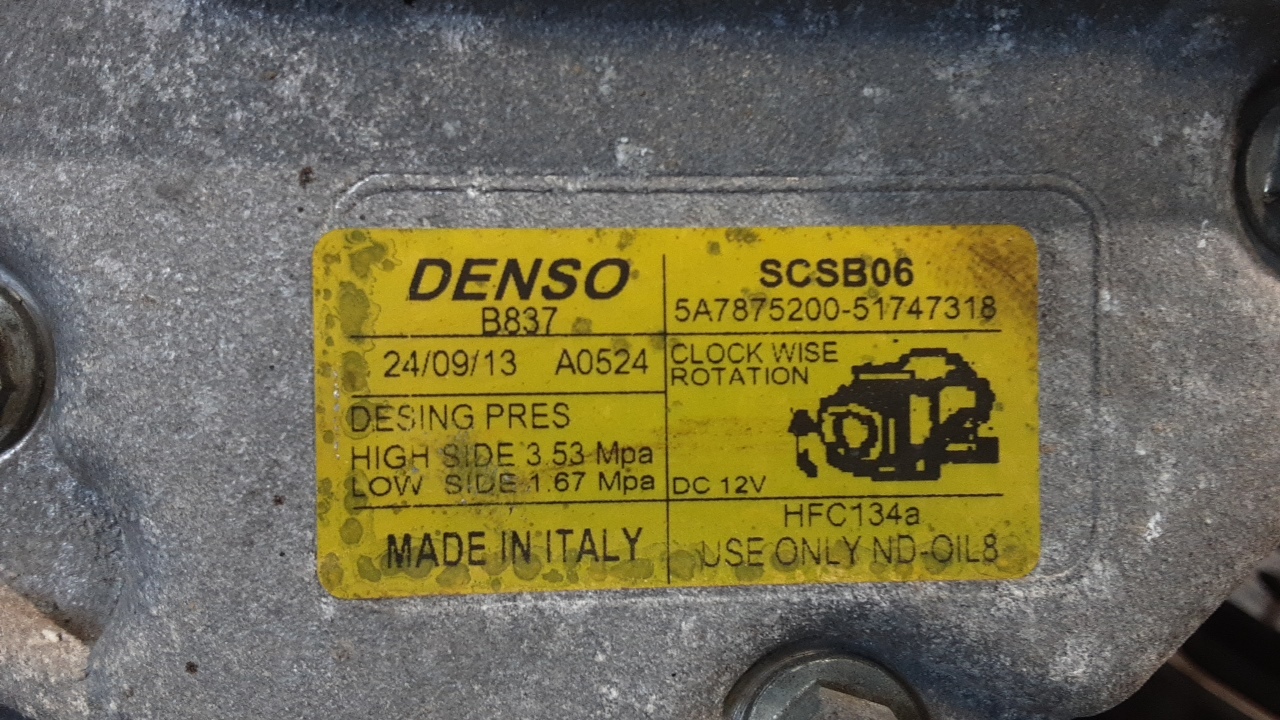 DENSO
B837
SCSB06
5A7875200-51747318
24/09/13 A0524
DESING PRES
HIGH SIDE 3.53 Mpa
LOW SIDE 1.67 Mpa
CLOCK WISE
ROTATION
DC 12V
MADE IN ITALY
HFC134a
USE ONLY ND-OIL8